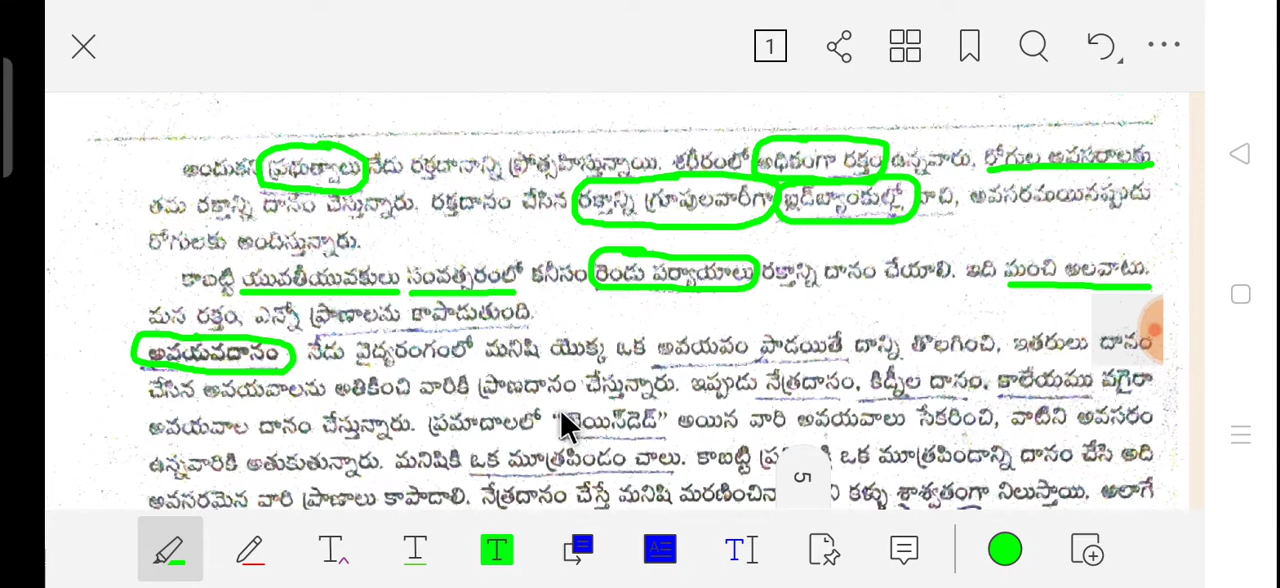 1
అందుకనే ప్రభుత్వాలు నేడు రక్తదానాన్ని ప్రోత్సహిస్తున్నాయి. శరీరంలో అధికంగా రక్తం ఉన్నవారు, రోగుల అవసరాలకు
తమ రక్తాన్ని దానం చేస్తున్నారు. రక్తదానం చేసిన రక్తాన్ని గ్రూపులవారీగా బ్లడ్‌బ్యాంకుల్లో అవసరమయినప్పుడు
రోగులకు అందిస్తున్నారు.
కాబట్టి యువతీయువకులు సంవత్సరంలో కనీసం రెండు పర్యాయాలు రక్తాన్ని దానం చేయాలి. ఇది మంచి అలవాటు.
మన రక్తం, ఎన్నో ప్రాణాలను కాపాడుతుంది.
అవయవదానం నేడు వైద్యరంగంలో మనిషి యొక్క ఒక అవయవం పాడయితే దాన్ని తొలగించి, ఇతరులు దానం
చేసిన అవయవాలను అతికించి వారికి ప్రాణదానం చేస్తున్నారు. ఇప్పుడు నేత్రదానం, కిడ్నీల దానం, కాలేయము వగైరా
అవయవాల దానం చేస్తున్నారు. ప్రమాదాలలో "బ్రెయిన్‌డెడ్" అయిన వారి అవయవాలు సేకరించి, వాటిని అవసరం
ఉన్నవారికి అతుకుతున్నారు. మనిషికి ఒక మూత్రపిండం చాలు. కాబట్టి ఒక మూత్రపిండాన్ని దానం చేసి అది
అవసరమైన వారి ప్రాణాలు కాపాడాలి. నేత్రదానం చేస్తే మనిషి మరణించినా కళ్ళు శాశ్వతంగా నిలుస్తాయి. అలాగే
5